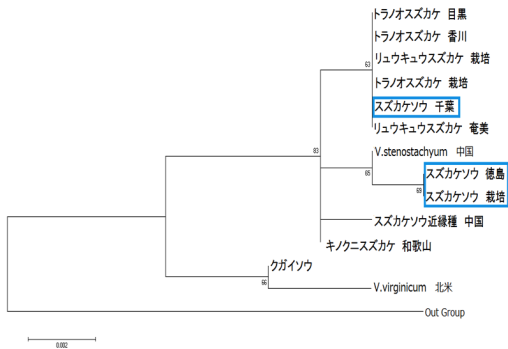 トラノオスズカケ 目黒
トラノオスズカケ 香川
63
リュウキュウスズカケ 栽培
トラノオスズカケ 栽培
スズカケソウ 千葉
リュウキュウスズカケ 奄美
83
V.stenostachyum 中国
65
スズカケソウ 徳島
69
スズカケソウ 栽培
スズカケソウ近縁種 中国
キノクニスズカケ 和歌山
クガイソウ
66
V.virginicum 北米
Out Group
0.002